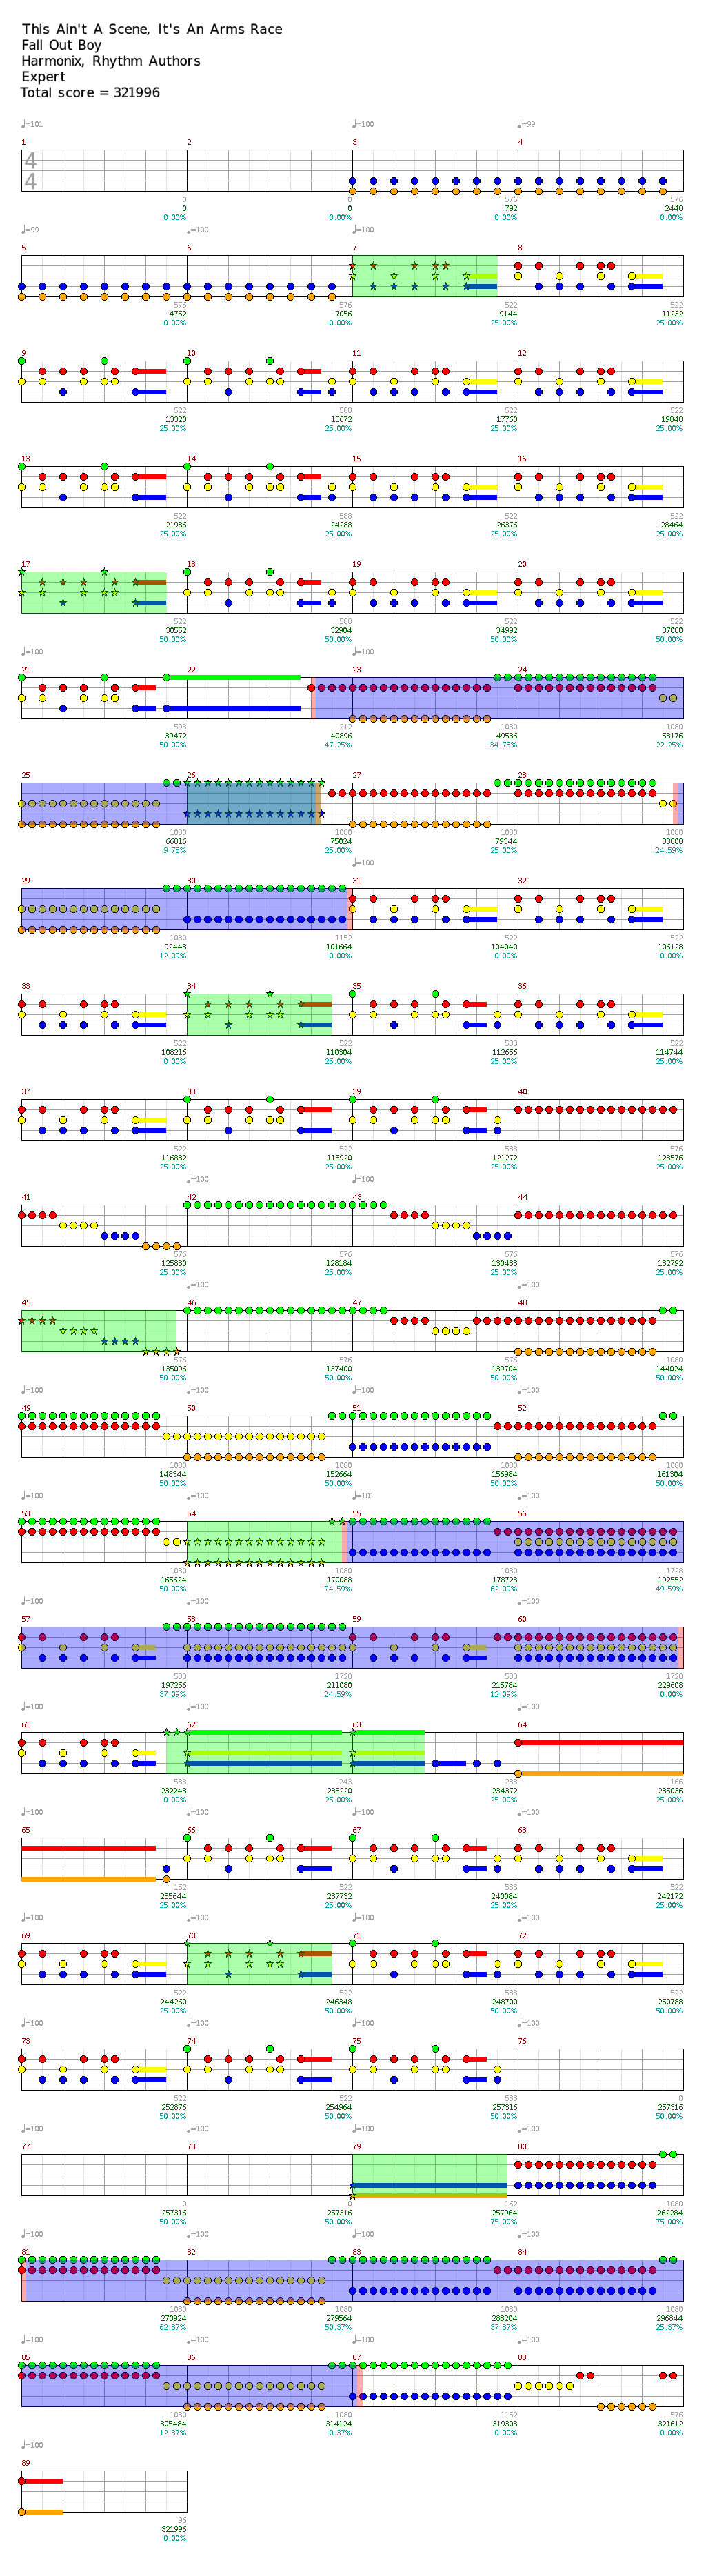 This Ain't A Scene, It's An Arms Race
Fall Out Boy
Harmonix, Rhythm Authors
Expert
Total score = 321996
♩=101 ♩=100 ♩=99
1 2 3 4
4
4
0 576 576
0 0 792 2448
0.00% 0.00% 0.00% 0.00%
♩=99 ♩=100 ♩=100
5 6 7 8
576 576 522 522
4752 7056 9144 11232
0.00% 0.00% 25.00% 25.00%
9 10 11 12
522 588 522 522
13320 15672 17760 19848
25.00% 25.00% 25.00% 25.00%
13 14 15 16
522 588 522 522
21936 24288 26376 28464
25.00% 25.00% 25.00% 25.00%
17 18 19 20
522 588 522 522
30552 32904 34992 37080
50.00% 50.00% 50.00% 50.00%
♩=100 ♩=100
21 22 23 24
598 212 1080 1080
39472 40896 49536 58176
50.00% 47.25% 34.75% 22.25%
25 26 27 28
1080 1080 1080 1080
66816 75024 79344 83808
9.75% 25.00% 25.00% 24.59%
♩=100
29 30 31 32
1080 1152 522 522
92448 101664 104040 106128
12.09% 0.00% 0.00% 0.00%
33 34 35 36
522 522 588 522
108216 110304 112656 114744
0.00% 25.00% 25.00% 25.00%
37 38 39 40
522 522 588 576
116832 118920 121272 123576
25.00% 25.00% 25.00% 25.00%
♩=100
41 42 43 44
576 576 576 576
125880 128184 130488 132792
25.00% 25.00% 25.00% 25.00%
♩=100 ♩=100
45 46 47 48
576 576 576 1080
135096 137400 139704 144024
50.00% 50.00% 50.00% 50.00%
♩=100 ♩=100 ♩=100 ♩=100
49 50 51 52
1080 1080 1080 1080
148344 152664 156984 161304
50.00% 50.00% 50.00% 50.00%
♩=100 ♩=100 ♩=101 ♩=100
53 54 55 56
1080 1080 1080 1728
165624 170088 178728 192552
50.00% 74.59% 62.09% 49.59%
♩=100 ♩=100 ♩=100 ♩=100
57 58 59 60
588 1728 588 1728
197256 211080 215784 229608
37.09% 24.59% 12.09% 0.00%
♩=100 ♩=100 ♩=100 ♩=100
61 62 63 64
588 243 288 166
232248 233220 234372 235036
0.00% 25.00% 25.00% 25.00%
♩=100 ♩=100 ♩=100 ♩=100
65 66 67 68
152 522 588 522
235644 237732 240084 242172
25.00% 25.00% 25.00% 25.00%
♩=100 ♩=100 ♩=100 ♩=100
69 70 71 72
522 522 588 522
244260 246348 248700 250788
25.00% 50.00% 50.00% 50.00%
♩=100 ♩=100 ♩=100 ♩=100
73 74 75 76
522 522 588 0
252876 254964 257316 257316
50.00% 50.00% 50.00% 50.00%
♩=100 ♩=100 ♩=100 ♩=100
77 78 79 80
0 0 162 1080
257316 257316 257964 262284
50.00% 50.00% 75.00% 75.00%
♩=100 ♩=100 ♩=100 ♩=100
81 82 83 84
1080 1080 1080 1080
270924 279564 288204 296844
62.87% 50.37% 37.87% 25.37%
♩=100 ♩=100 ♩=100 ♩=100
85 86 87 88
1080 1080 1152 576
305484 314124 319308 321612
12.87% 0.37% 0.00% 0.00%
♩=100
89
96
321996
0.00%